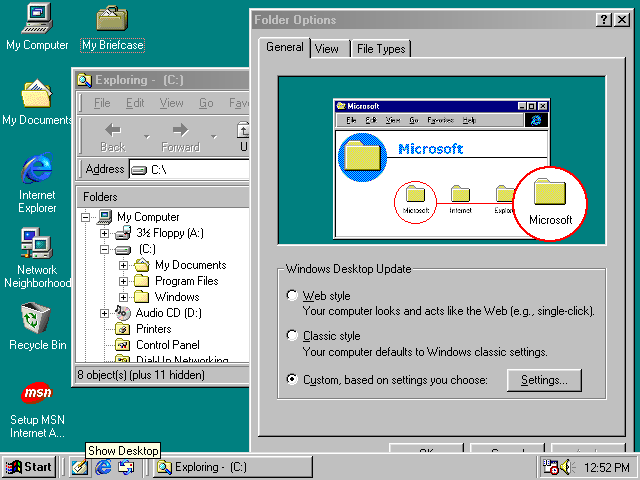 My Computer
My Briefcase
My Documents
Internet
Explorer
Network
Neighborhood
Recycle Bin
msn
Setup MSN
Internet A...
Exploring - (C:)
File Edit View Go
Back Forward
Address C:\
Folders
My Computer
3½ Floppy (A:)
(C:)
My Documents
Program Files
Windows
Audio CD (D:)
Printers
Control Panel
Dial-Up Networking
8 object(s) (plus 11 hidden)
Folder Options
General View File Types
Microsoft
File Edit View Go Favorites Help
Microsoft
Microsoft Internet
Microsoft
Windows Desktop Update
Web style
Your computer looks and acts like the Web (e.g., single-click).
Classic style
Your computer defaults to Windows classic settings.
Custom, based on settings you choose: Settings...
Show Desktop
Start Exploring - (C:) 12:52 PM